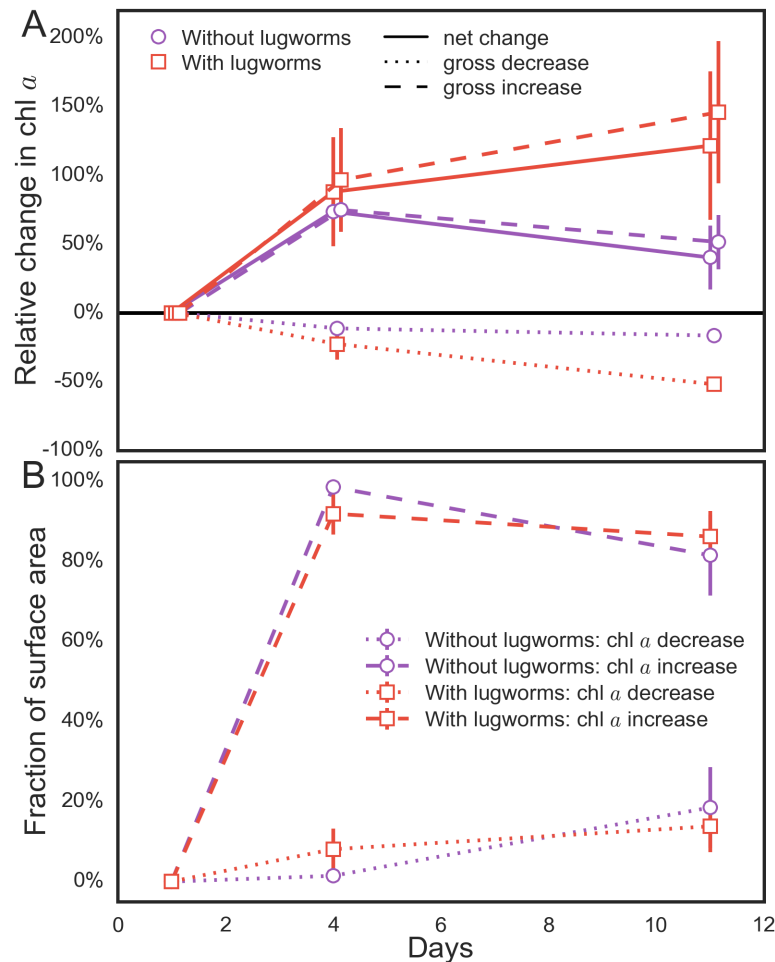 A
200%
150%
100%
50%
0%
-50%
-100%
Relative change in chl a
Without lugworms
With lugworms
net change
gross decrease
gross increase
B
100%
80%
60%
40%
20%
0%
Fraction of surface area
Without lugworms: chl a decrease
Without lugworms: chl a increase
With lugworms: chl a decrease
With lugworms: chl a increase
0 2 4 6 8 10 12
Days